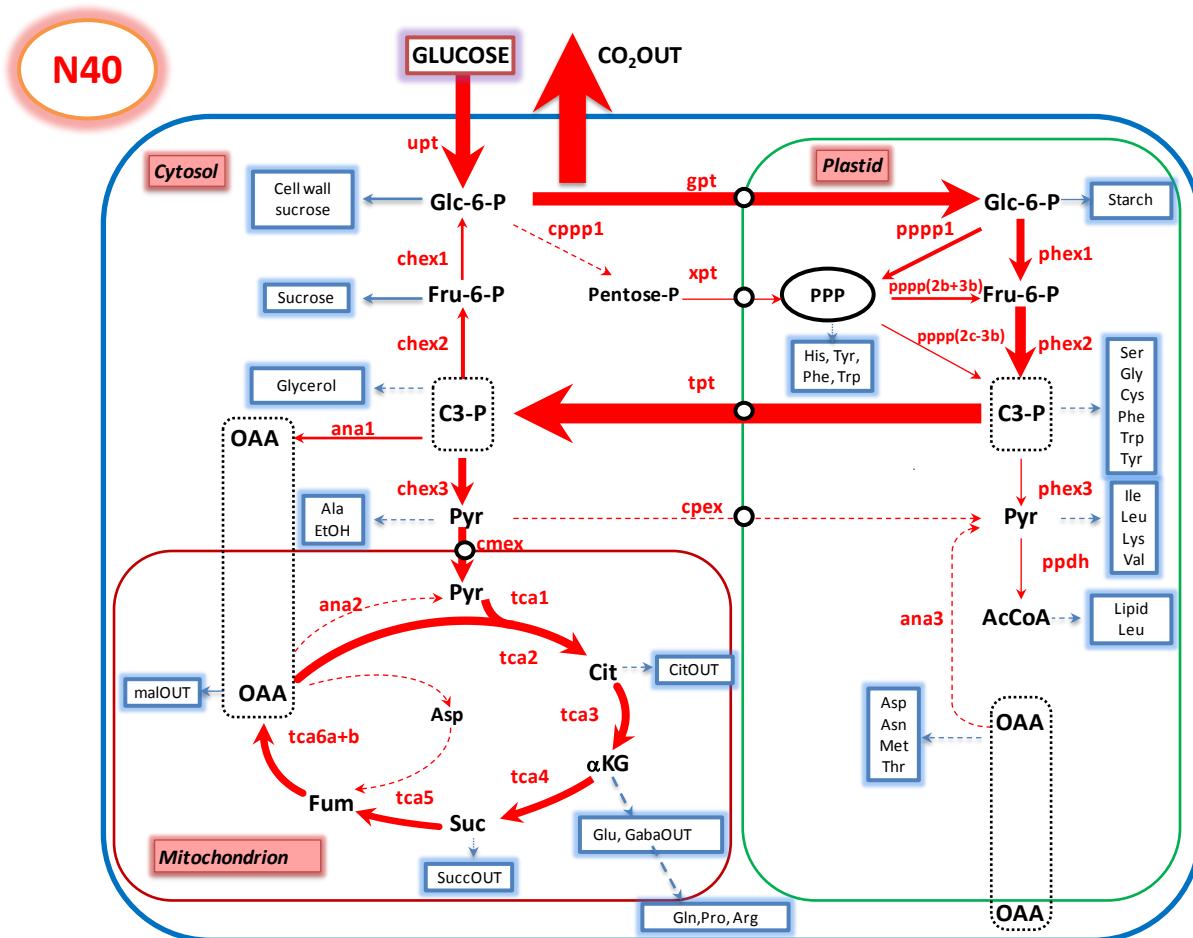 N40
GLUCOSE
CO₂OUT
upt
Cytosol
Plastid
Cell wall
sucrose
Glc-6-P
gpt
Glc-6-P
Starch
cppp1
pppp1
chex1
phex1
xpt
Sucrose
Fru-6-P
Pentose-P
PPP
pppp(2b+3b)
Fru-6-P
chex2
pppp(2c-3b)
phex2
His, Tyr,
Phe, Trp
Ser
Gly
Cys
Phe
Trp
Tyr
Glycerol
tpt
C3-P
C3-P
OAA
ana1
chex3
phex3
Ala
EtOH
Pyr
cpex
Pyr
Ile
Leu
Lys
Val
cmex
ppdh
Pyr
ana2
tca1
ana3
AcCoA
Lipid
Leu
tca2
Cit
CitOUT
malOUT
OAA
Asp
tca3
Asp
Asn
Met
Thr
OAA
tca6a+b
αKG
tca4
Fum
tca5
Suc
Glu, GabaOUT
Mitochondrion
SuccOUT
Gln,Pro, Arg
OAA